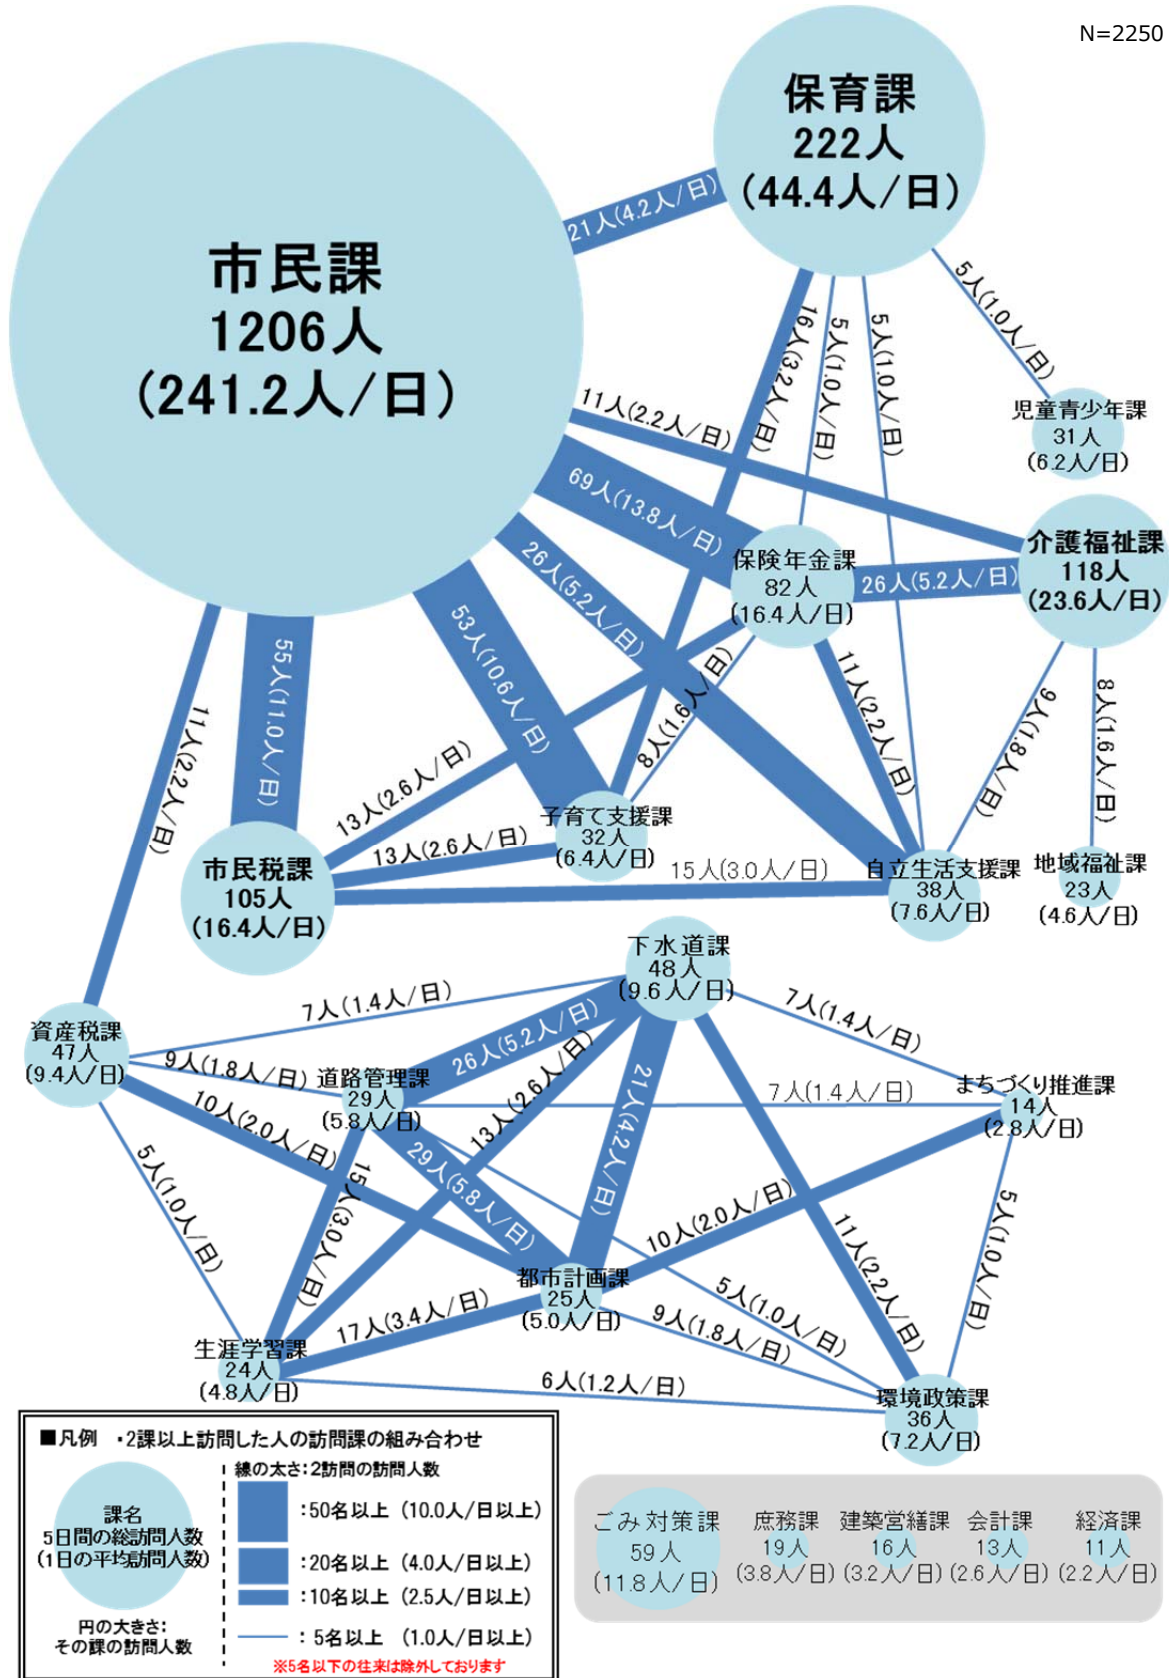 N=2250
保育課
222人
(44.4人/日)
21人(4.2人/日)
市民課
1206人
(241.2人/日)
16人(3.2人/日)
5人(1.0人/日)
5人(1.0人/日)
5人(1.0人/日)
児童青少年課
31人
(6.2人/日)
11人(2.2人/日)
69人(13.8人/日)
保険年金課
82人
(16.4人/日)
26人(5.2人/日)
介護福祉課
118人
(23.6人/日)
26人(5.2人/日)
53人(10.6人/日)
55人(11.0人/日)
11人(2.2人/日)
8人(1.6人/日)
11人(2.2人/日)
9人(1.8人/日)
8人(1.6人/日)
13人(2.6人/日)
13人(2.6人/日)
15人(3.0人/日)
市民税課
105人
(16.4人/日)
子育て支援課
32人
(6.4人/日)
自立生活支援課
38人
(7.6人/日)
地域福祉課
23人
(4.6人/日)
下水道課
48人
(9.6人/日)
7人(1.4人/日)
7人(1.4人/日)
資産税課
47人
(9.4人/日)
9人(1.8人/日)
26人(5.2人/日)
道路管理課
29人
(5.8人/日)
13人(2.6人/日)
21人(4.2人/日)
7人(1.4人/日)
まちづくり推進課
14人
(2.8人/日)
10人(2.0人/日)
5人(1.0人/日)
15人(3.0人/日)
29人(5.8人/日)
10人(2.0人/日)
11人(2.2人/日)
5人(1.0人/日)
都市計画課
25人
(5.0人/日)
5人(1.0人/日)
9人(1.8人/日)
17人(3.4人/日)
生涯学習課
24人
(4.8人/日)
6人(1.2人/日)
環境政策課
36人
(7.2人/日)
■凡例 ・2課以上訪問した人の訪問課の組み合わせ
課名
5日間の総訪問人数
(1日の平均訪問人数)
円の大きさ:
その課の訪問人数
線の太さ:2訪問の訪問人数
:50名以上 (10.0人/日以上)
:20名以上 (4.0人/日以上)
:10名以上 (2.5人/日以上)
: 5名以上 (1.0人/日以上)
※5名以下の往来は除外しております
ごみ対策課
59人
(11.8人/日)
庶務課
19人
(3.8人/日)
建築営繕課
16人
(3.2人/日)
会計課
13人
(2.6人/日)
経済課
11人
(2.2人/日)